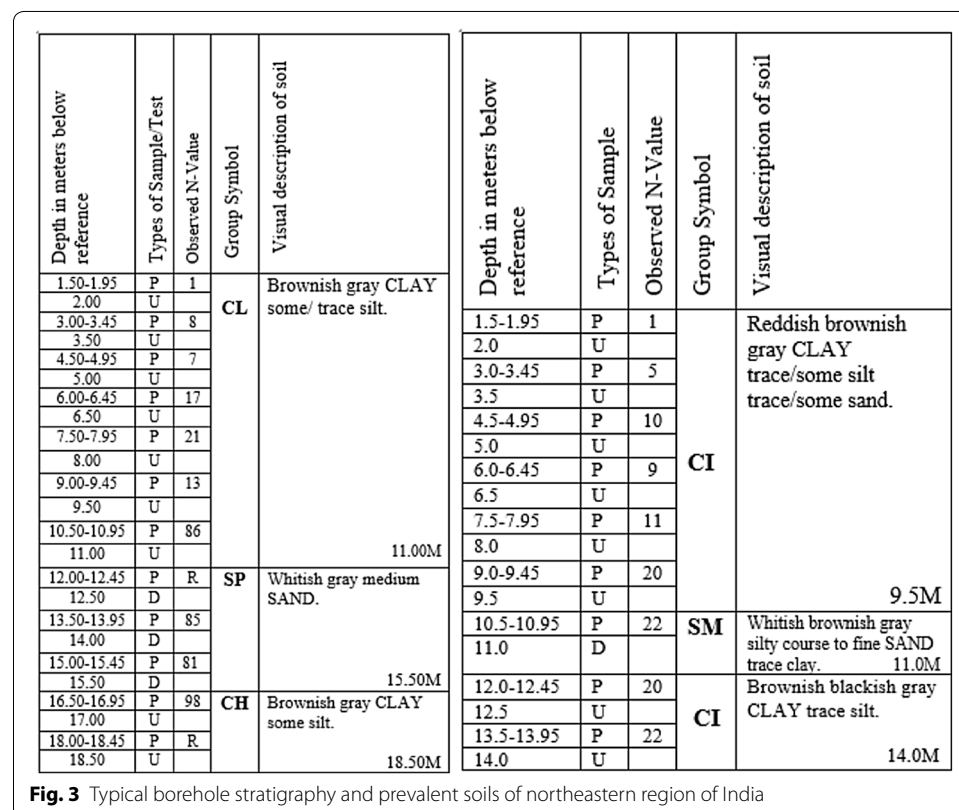 Depth in meters below
reference
Types of Sample/Test
Observed N-Value
Group Symbol
Visual description of soil
1.50-1.95 P 1 CL Brownish gray CLAY
2.00 U some/ trace silt.
3.00-3.45 P 8
3.50 U
4.50-4.95 P 7
5.00 U
6.00-6.45 P 17
6.50 U
7.50-7.95 P 21
8.00 U
9.00-9.45 P 13
9.50 U
10.50-10.95 P 86
11.00 U 11.00M
12.00-12.45 P R SP Whitish gray medium
12.50 D SAND.
13.50-13.95 P 85
14.00 D
15.00-15.45 P 81
15.50 D 15.50M
16.50-16.95 P 98 CH Brownish gray CLAY
17.00 U some silt.
18.00-18.45 P R
18.50 U 18.50M
Depth in meters below
reference
Types of Sample
Observed N-Value
Group Symbol
Visual description of soil
1.5-1.95 P 1 Reddish brownish
2.0 U gray CLAY
3.0-3.45 P 5 trace/some silt
3.5 U trace/some sand.
4.5-4.95 P 10
5.0 U
6.0-6.45 P 9 CI
6.5 U
7.5-7.95 P 11
8.0 U
9.0-9.45 P 20
9.5 U 9.5M
10.5-10.95 P 22 SM Whitish brownish gray
11.0 D silty course to fine SAND
trace clay. 11.0M
12.0-12.45 P 20 Brownish blackish gray
12.5 U CI CLAY trace silt.
13.5-13.95 P 22
14.0 U 14.0M
Fig. 3 Typical borehole stratigraphy and prevalent soils of northeastern region of India